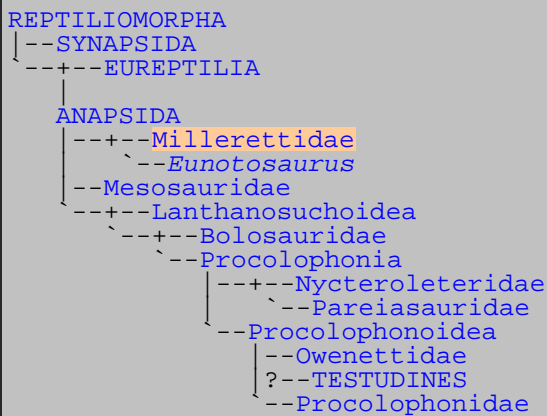 REPTILIOMORPHA
|--SYNAPSIDA
`--+--EUREPTILIA
|
ANAPSIDA
|--+--Millerettidae
| `--Eunotosaurus
|--Mesosauridae
`--+--Lanthanosuchoidea
`--+--Bolosauridae
`--Procolophonia
|--+--Nycteroleteridae
| `--Pareiasauridae
`--Procolophonoidea
|--Owenettidae
|?--TESTUDINES
`--Procolophonidae